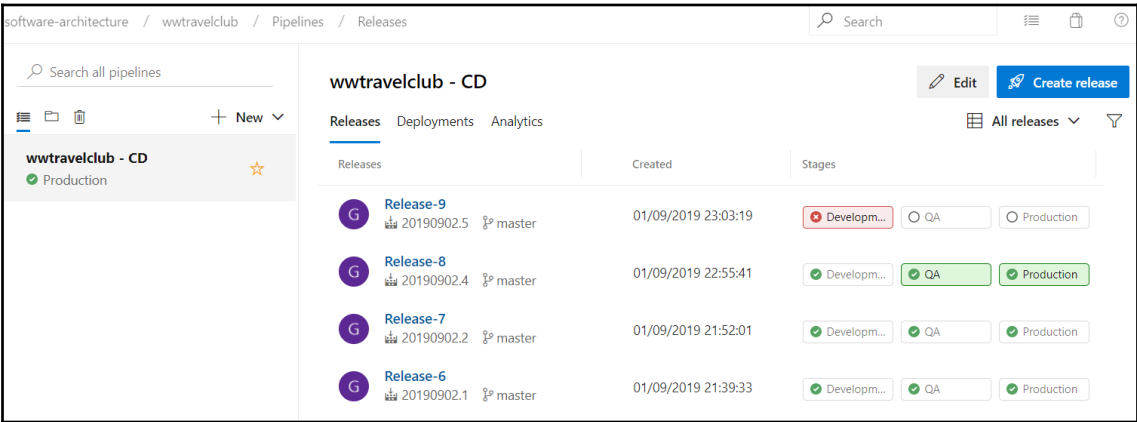 software-architecture / wwtravelclub / Pipelines / Releases
Search
Search all pipelines
New
wwtravelclub - CD
Production
wwtravelclub - CD
Edit
Create release
Releases Deployments Analytics
All releases
Releases Created Stages
G Release-9
20190902.5 master 01/09/2019 23:03:19 Developm... QA Production
G Release-8
20190902.4 master 01/09/2019 22:55:41 Developm... QA Production
G Release-7
20190902.2 master 01/09/2019 21:52:01 Developm... QA Production
G Release-6
20190902.1 master 01/09/2019 21:39:33 Developm... QA Production